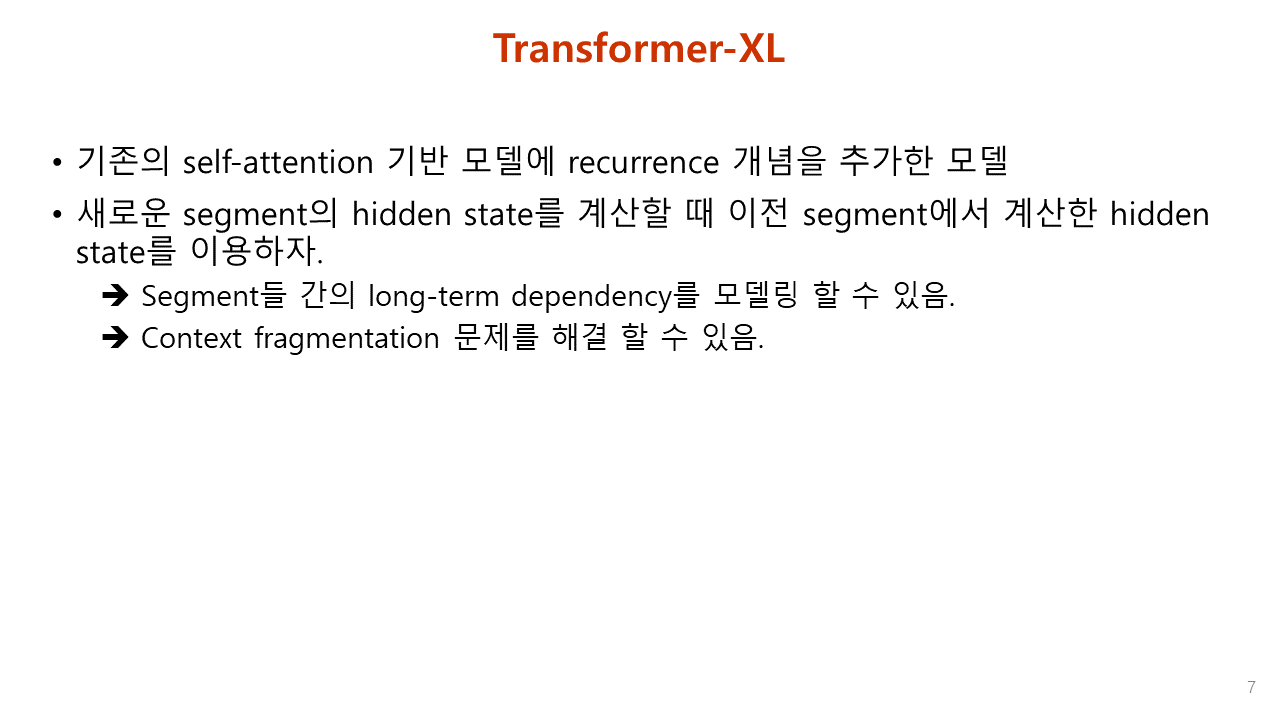 Transformer-XL
• 기존의 self-attention 기반 모델에 recurrence 개념을 추가한 모델
• 새로운 segment의 hidden state를 계산할 때 이전 segment에서 계산한 hidden
state를 이용하자.
➔ Segment들 간의 long-term dependency를 모델링 할 수 있음.
➔ Context fragmentation 문제를 해결 할 수 있음.
7